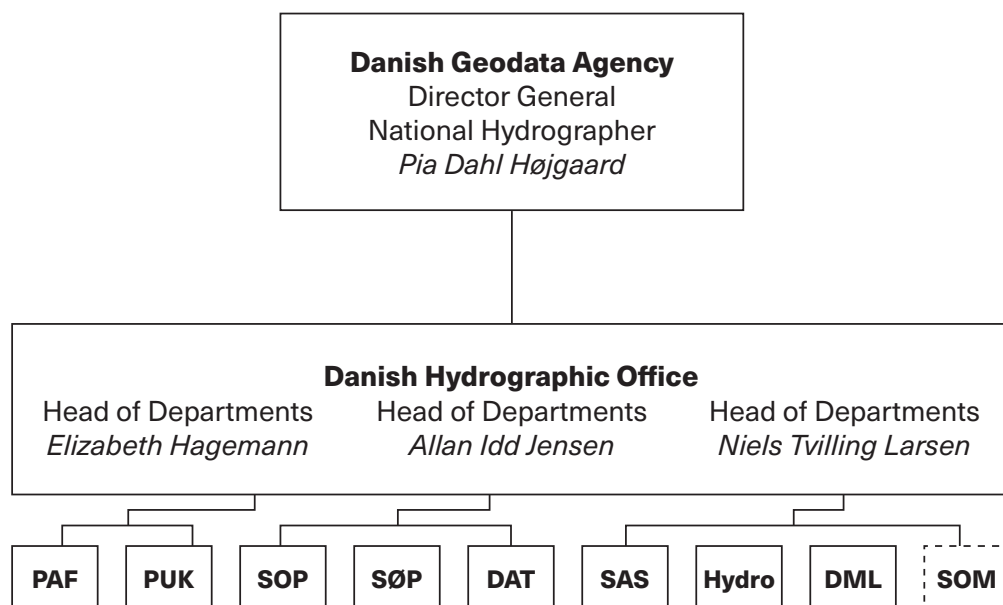 Danish Geodata Agency
Director General
National Hydrographer
Pia Dahl Højgaard
Danish Hydrographic Office
Head of Departments Head of Departments Head of Departments
Elizabeth Hagemann Allan Idd Jensen Niels Tvilling Larsen
PAF PUK SOP SØP DAT SAS Hydro DML SOM